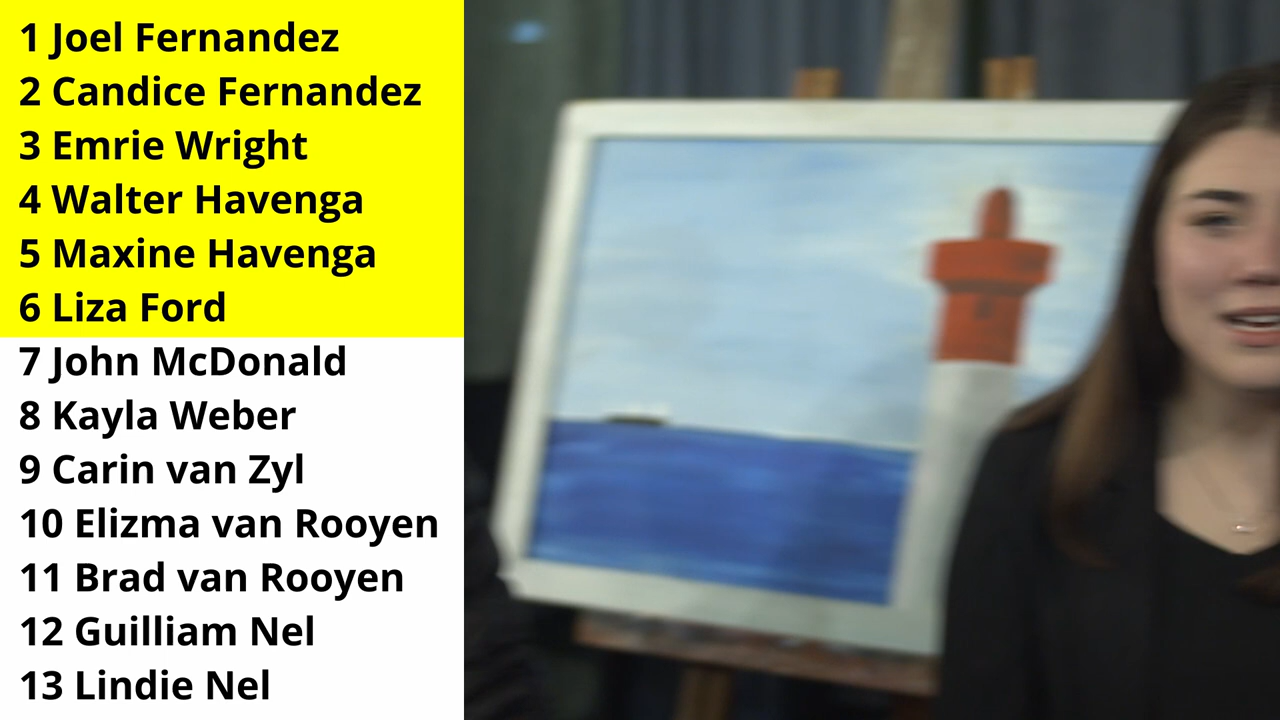 1 Joel Fernandez
2 Candice Fernandez
3 Emrie Wright
4 Walter Havenga
5 Maxine Havenga
6 Liza Ford
7 John McDonald
8 Kayla Weber
9 Carin van Zyl
10 Elizma van Rooyen
11 Brad van Rooyen
12 Guilliam Nel
13 Lindie Nel